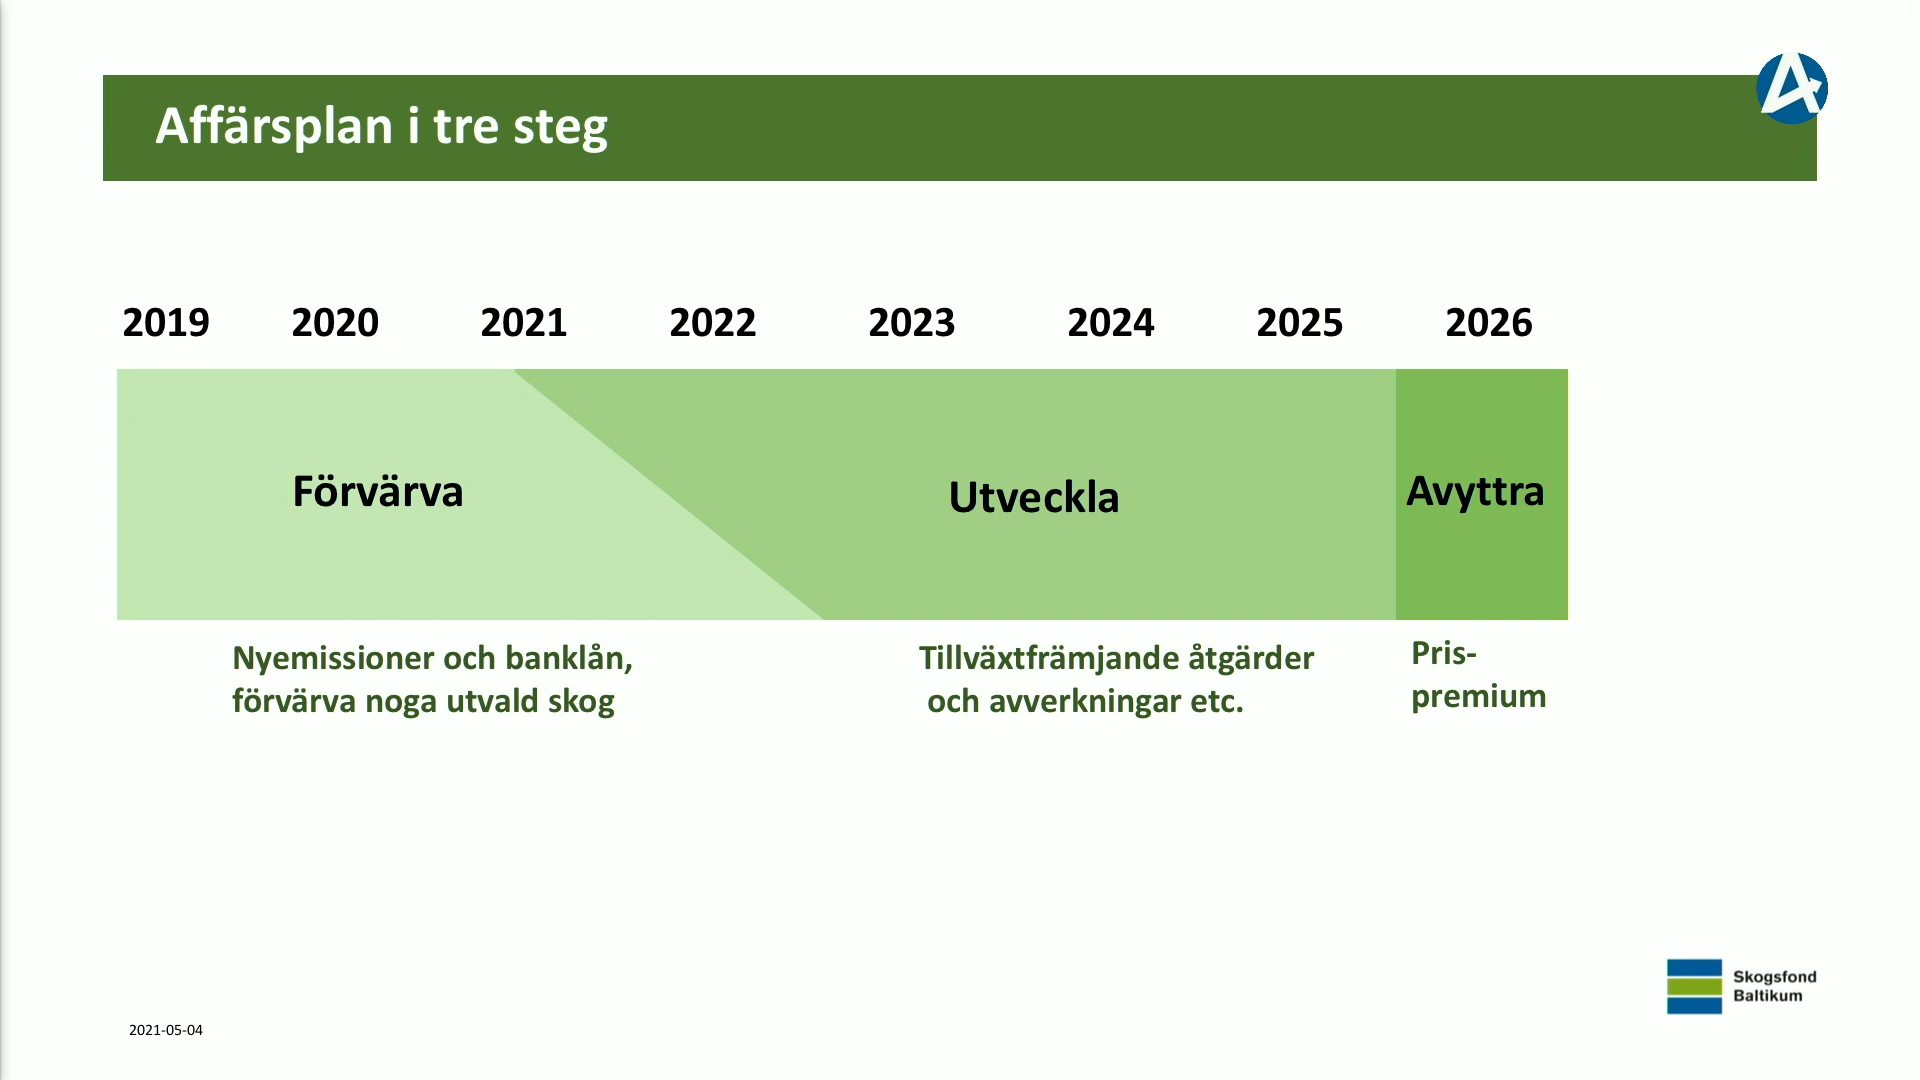 Affärsplan i tre steg
2019 2020 2021 2022 2023 2024 2025 2026
Förvärva Utveckla Avyttra
Nyemissioner och banklån,
förvärva noga utvald skog
Tillväxtfrämjande åtgärder
och avverkningar etc.
Pris-
premium
Skogsfond
Baltikum
2021-05-04